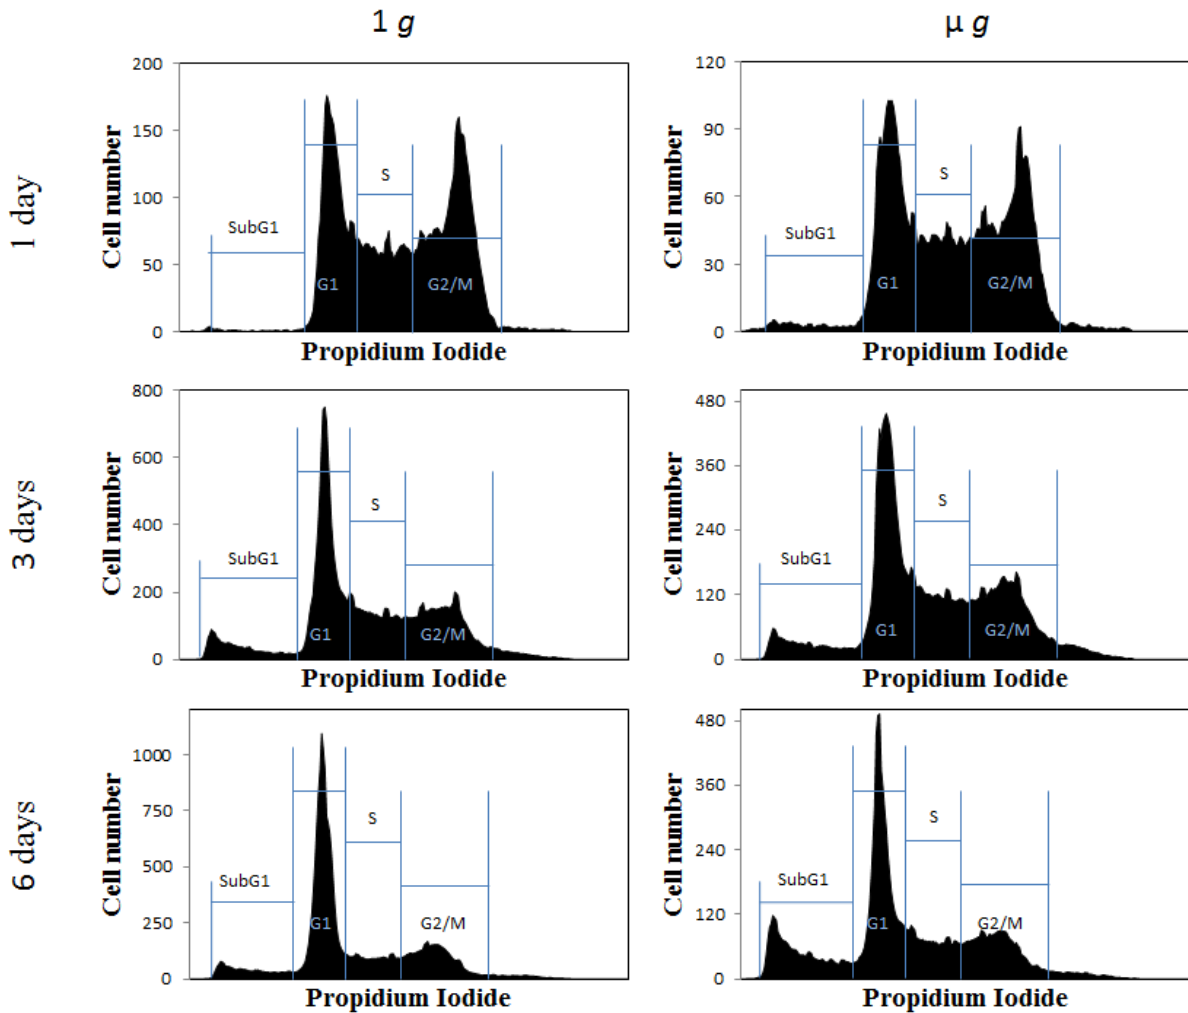 1 g
μ g
1 day
Cell number
200
150
100
50
0
SubG1
G1
S
G2/M
Propidium Iodide
Cell number
120
90
60
30
0
SubG1
G1
S
G2/M
Propidium Iodide
3 days
Cell number
800
600
400
200
0
SubG1
G1
S
G2/M
Propidium Iodide
Cell number
480
360
240
120
0
SubG1
G1
S
G2/M
Propidium Iodide
6 days
Cell number
1000
750
500
250
0
SubG1
G1
S
G2/M
Propidium Iodide
Cell number
480
360
240
120
0
SubG1
G1
S
G2/M
Propidium Iodide